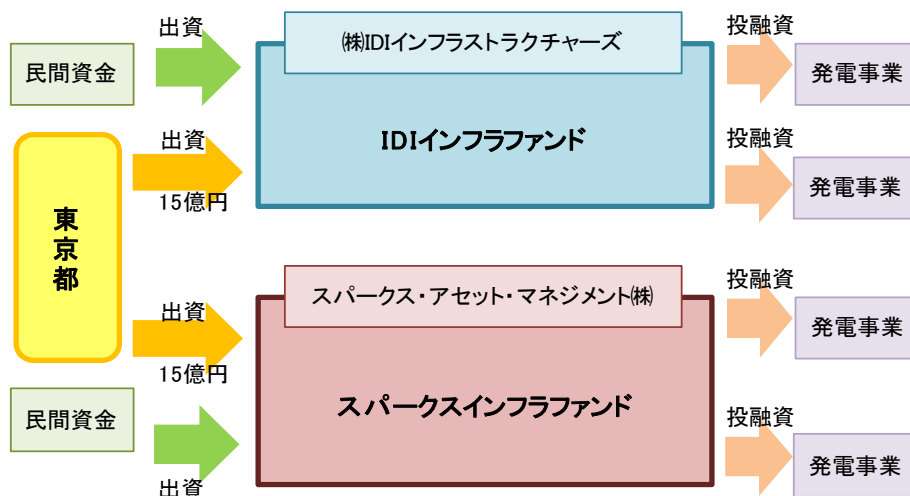 出資
㈱IDIインフラストラクチャーズ
投融資
民間資金
発電事業
出資
IDIインフラファンド
投融資
15億円
発電事業
東京都
出資
スパークス・アセット・マネジメント㈱
投融資
発電事業
15億円
民間資金
スパークスインフラファンド
投融資
発電事業
出資